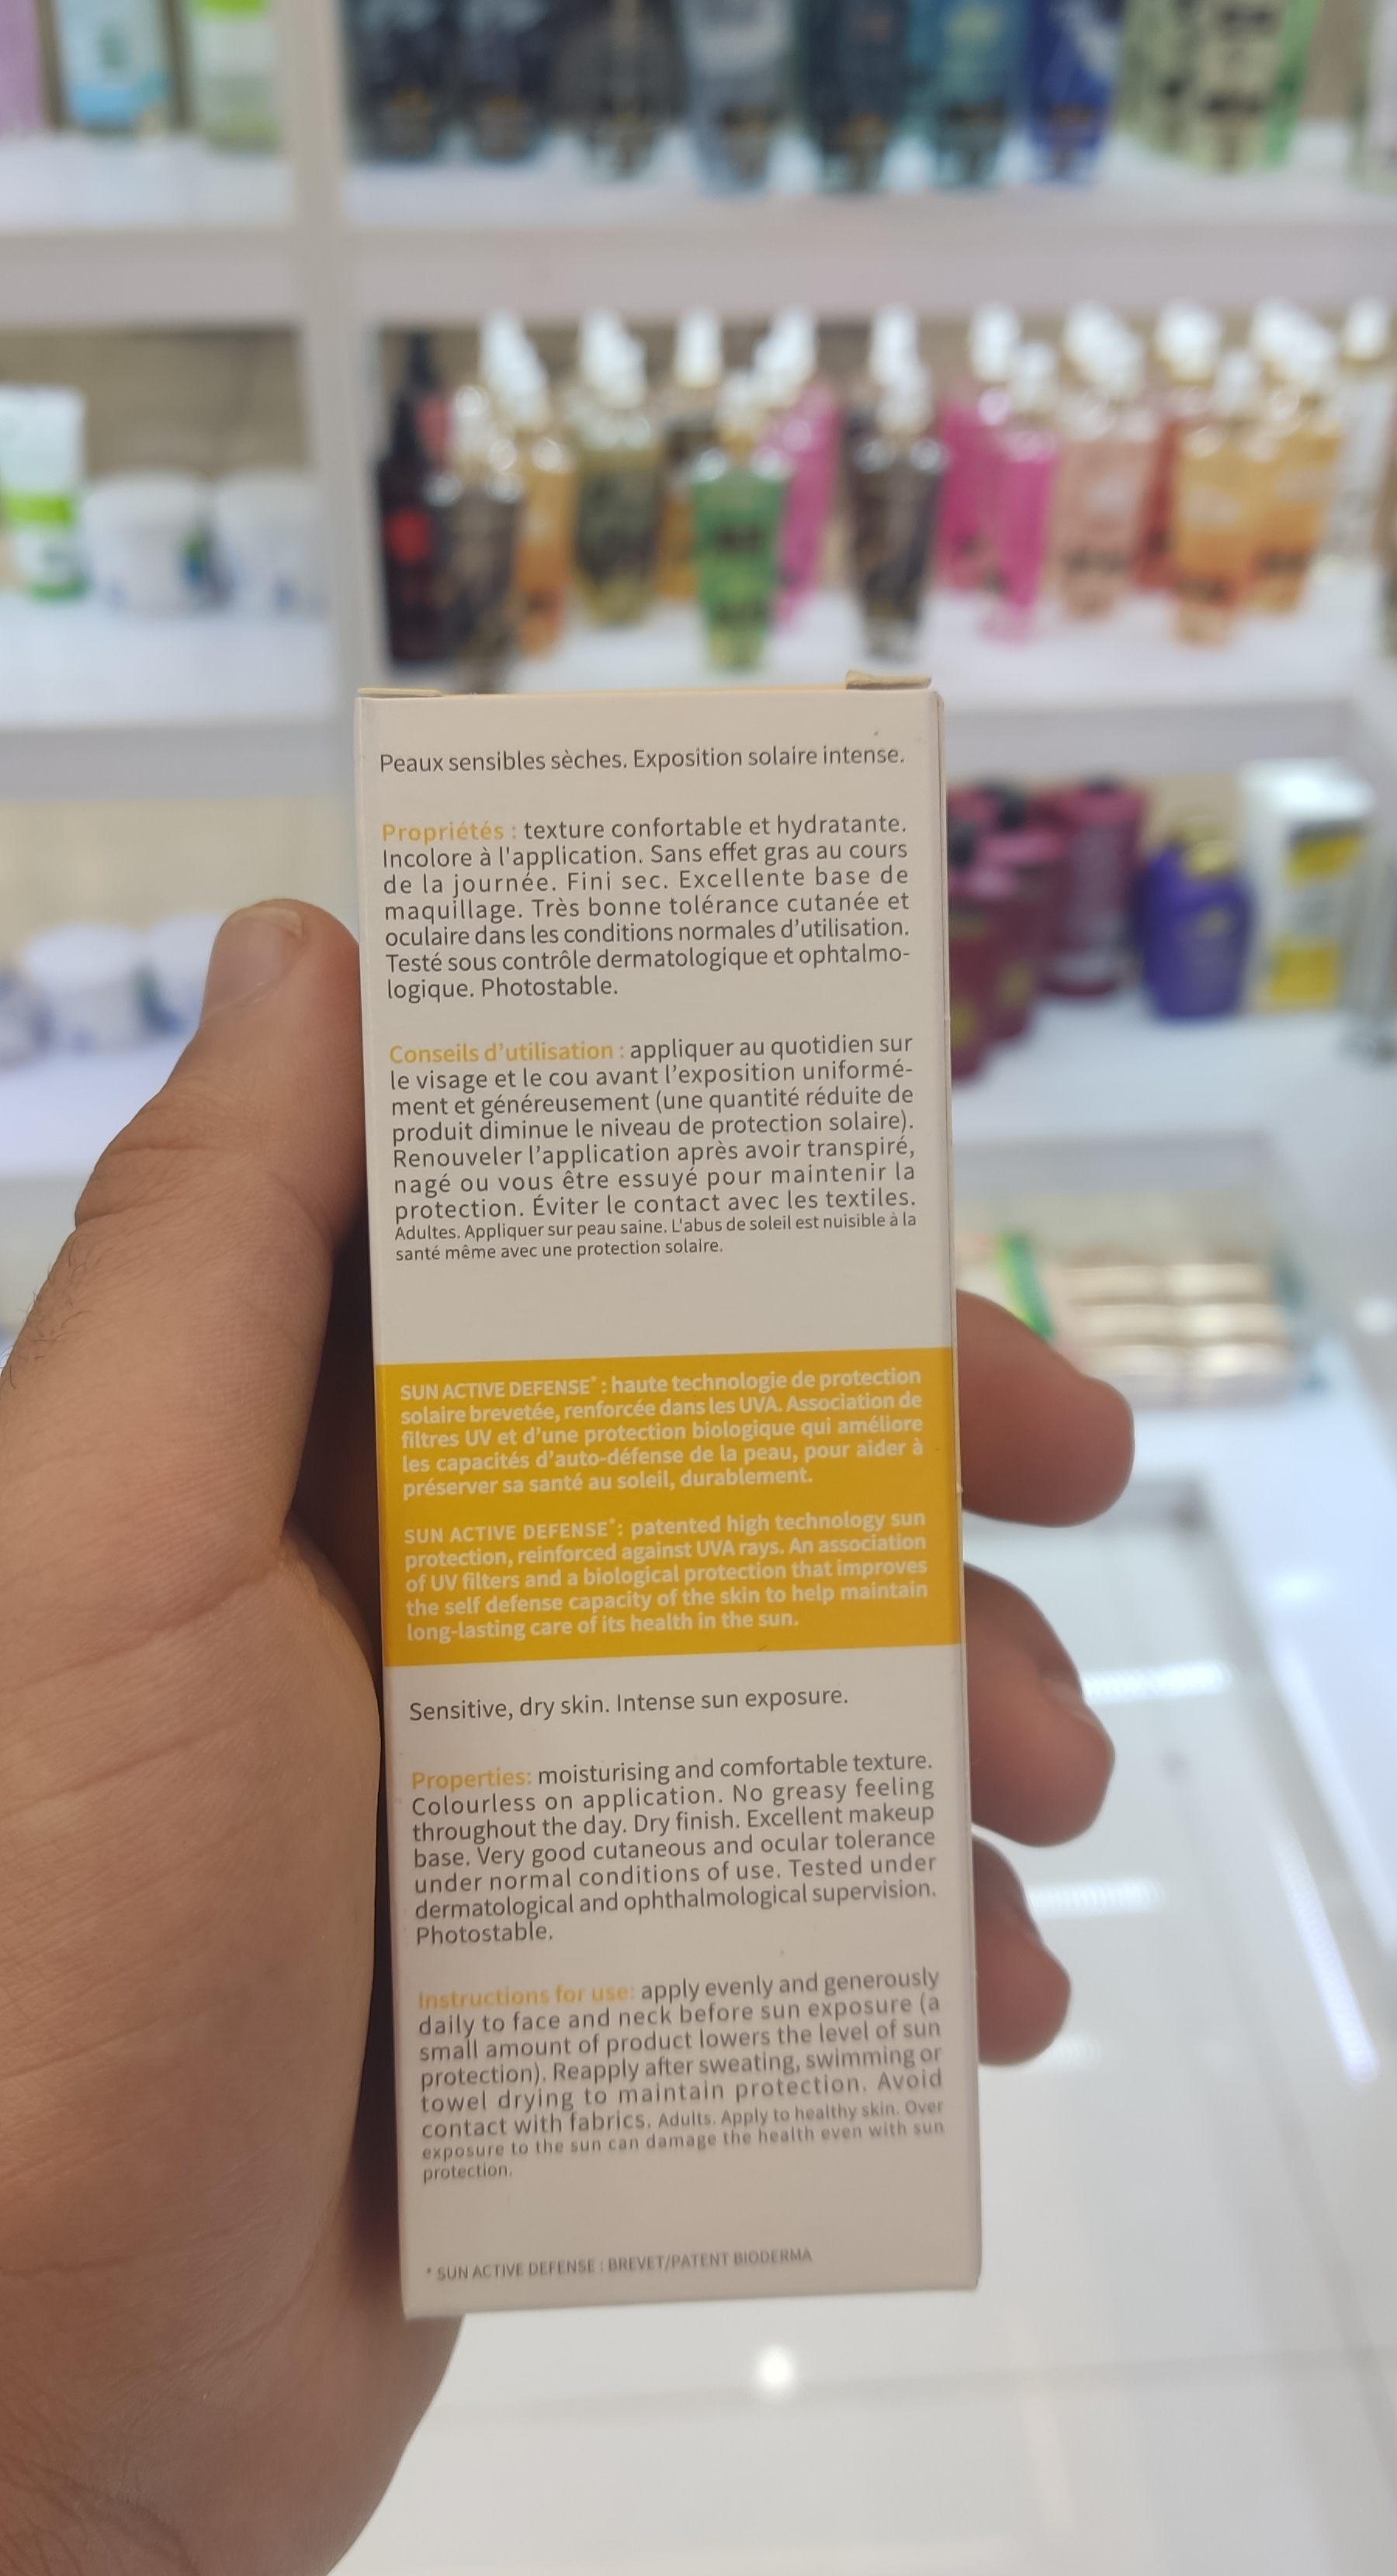 Peaux sensibles sèches. Exposition solaire intense.
Propriétés : texture confortable et hydratante.
Incolore à l'application. Sans effet gras au cours
de la journée. Fini sec. Excellente base de
maquillage. Très bonne tolérance cutanée et
oculaire dans les conditions normales d'utilisation.
Testé sous contrôle dermatologique et ophtalmo-
logique. Photostable.
Conseils d'utilisation : appliquer au quotidien sur
le visage et le cou avant l'exposition uniformé-
ment et généreusement (une quantité réduite de
produit diminue le niveau de protection solaire).
Renouveler l'application après avoir transpiré,
nagé ou vous être essuyé pour maintenir la
protection. Éviter le contact avec les textiles.
Adultes. Appliquer sur peau saine. L'abus de soleil est nuisible à la
santé même avec une protection solaire.
SUN ACTIVE DEFENSE* : haute technologie de protection
solaire brevetée, renforcée dans les UVA. Association de
filtres UV et d'une protection biologique qui améliore
les capacités d'auto-défense de la peau, pour aider à
préserver sa santé au soleil, durablement.
SUN ACTIVE DEFENSE*: patented high technology sun
protection, reinforced against UVA rays. An association
of UV filters and a biological protection that improves
the self defense capacity of the skin to help maintain
long-lasting care of its health in the sun.
Sensitive, dry skin. Intense sun exposure.
Properties: moisturising and comfortable texture.
Colourless on application. No greasy feeling
throughout the day. Dry finish. Excellent makeup
base. Very good cutaneous and ocular tolerance
under normal conditions of use. Tested under
dermatological and ophthalmological supervision.
Photostable.
Instructions for use: apply evenly and generously
daily to face and neck before sun exposure (a
small amount of product lowers the level of sun
protection). Reapply after sweating, swimming or
towel drying to maintain protection. Avoid
contact with fabrics. Adults. Apply to healthy skin. Over
exposure to the sun can damage the health even with sun
protection.
* SUN ACTIVE DEFENSE : BREVET/PATENT BIODERMA